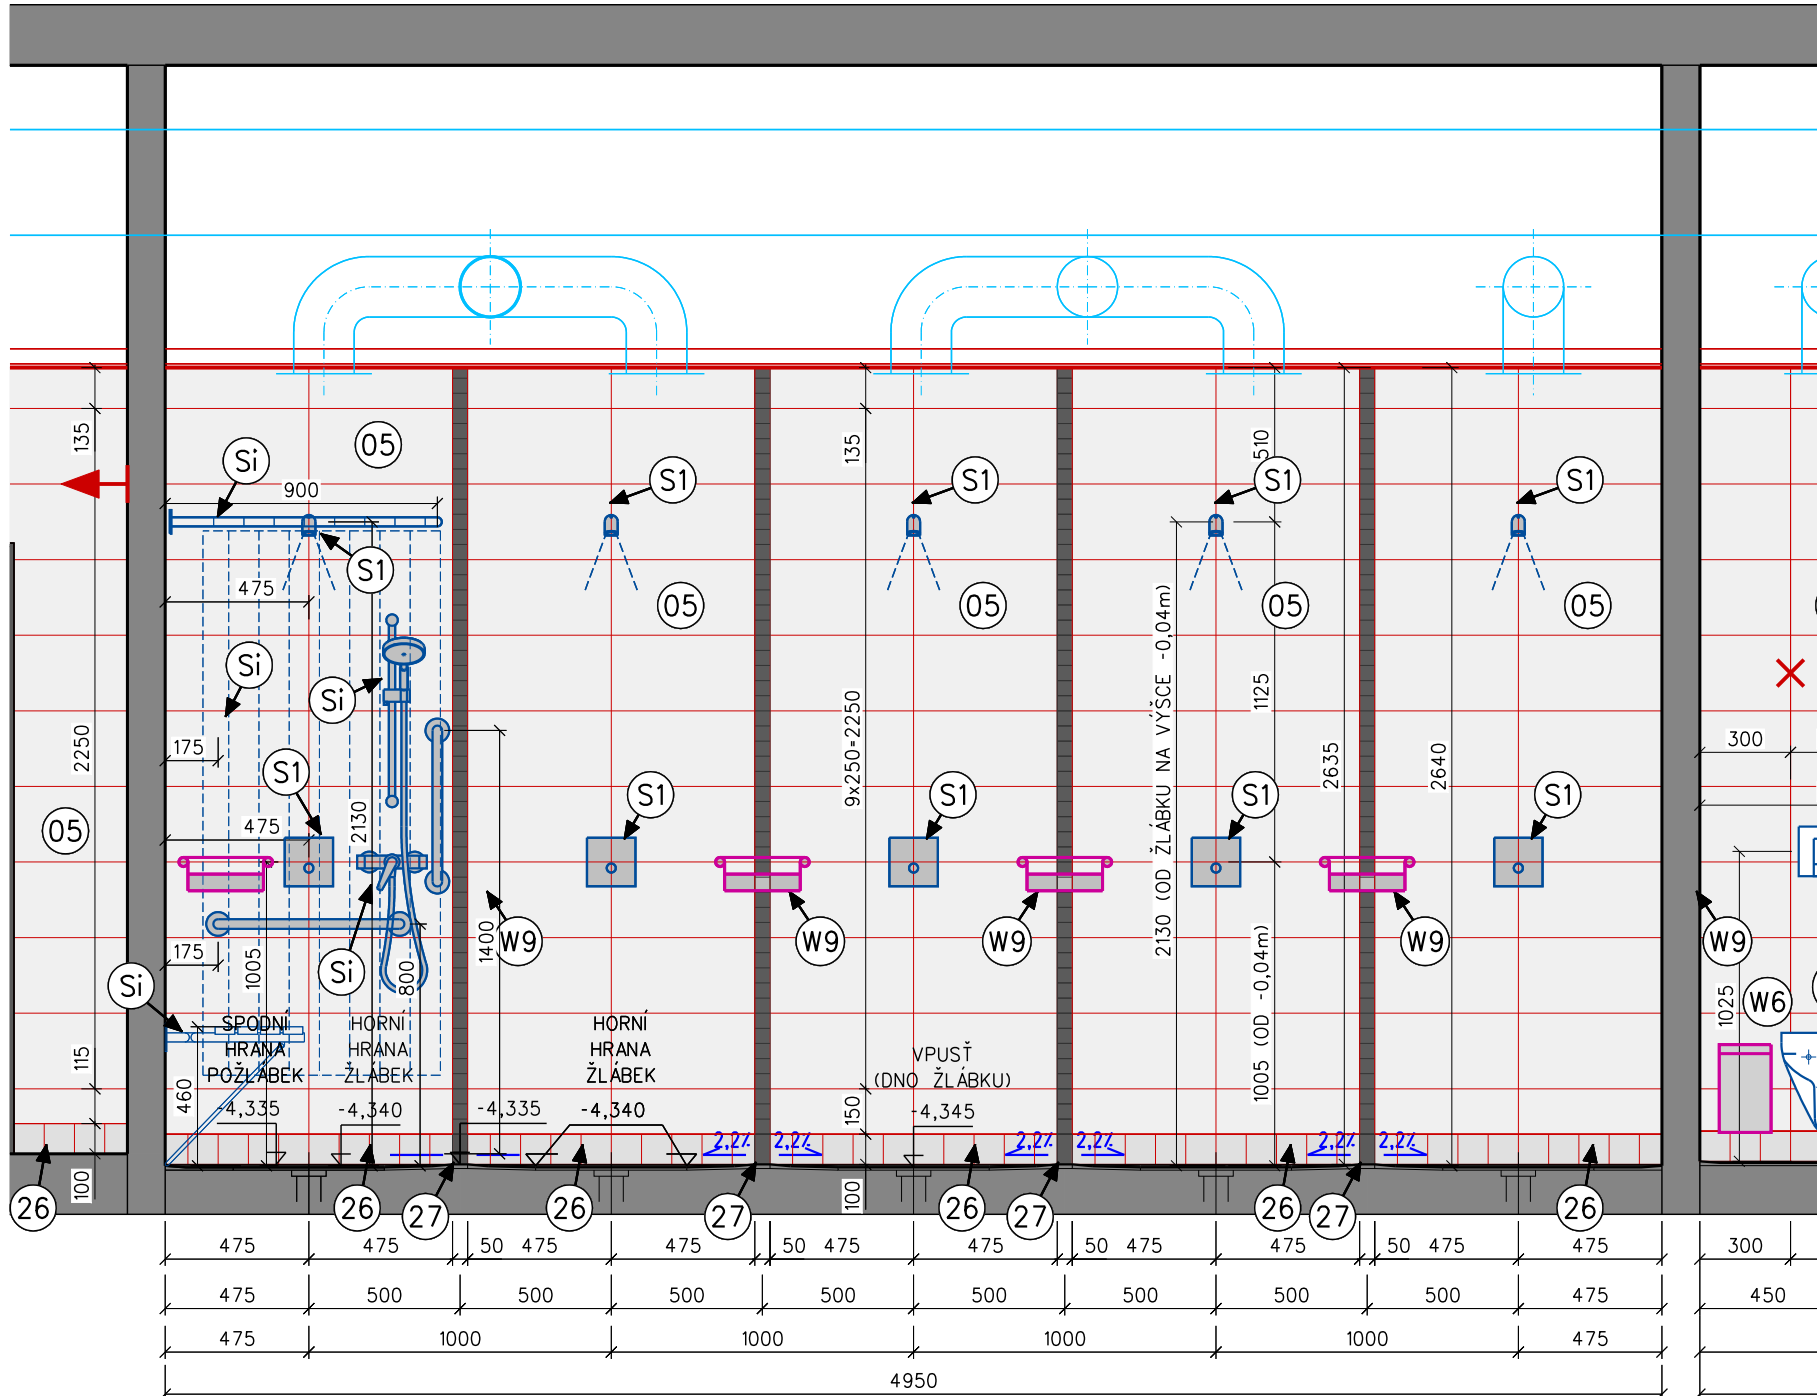 135
2250
05
115
100
26
Si
05
900
S1
475
Si
Si
175
S1
2130
475
175
1005
Si
800
1400
W9
Si
460
SPODNÍ
HRANA
POŽLÁBEK
-4,335
HORNÍ
HRANA
ŽLÁBEK
-4,340
-4,335
HORNÍ
HRANA
ŽLÁBEK
-4,340
VPUSŤ
(DNO ŽLÁBKU)
-4,345
S1
05
S1
W9
135
9x250=2250
150
100
S1
05
S1
W9
2130 (OD ŽLÁBKU NA VÝŠCE -0,04m)
510
S1
05
1125
S1
1005 (OD -0,04m)
2635
2640
W9
S1
05
S1
2,2%
2,2%
2,2%
2,2%
2,2%
2,2%
26
27
26
27
26
27
26
27
26
300
W9
1025
W6
475 475 50 475 475 50 475 475 50 475 475 50 475 475 300
475 500 500 500 500 500 500 500 500 475 450
475 1000 1000 1000 1000 475
4950